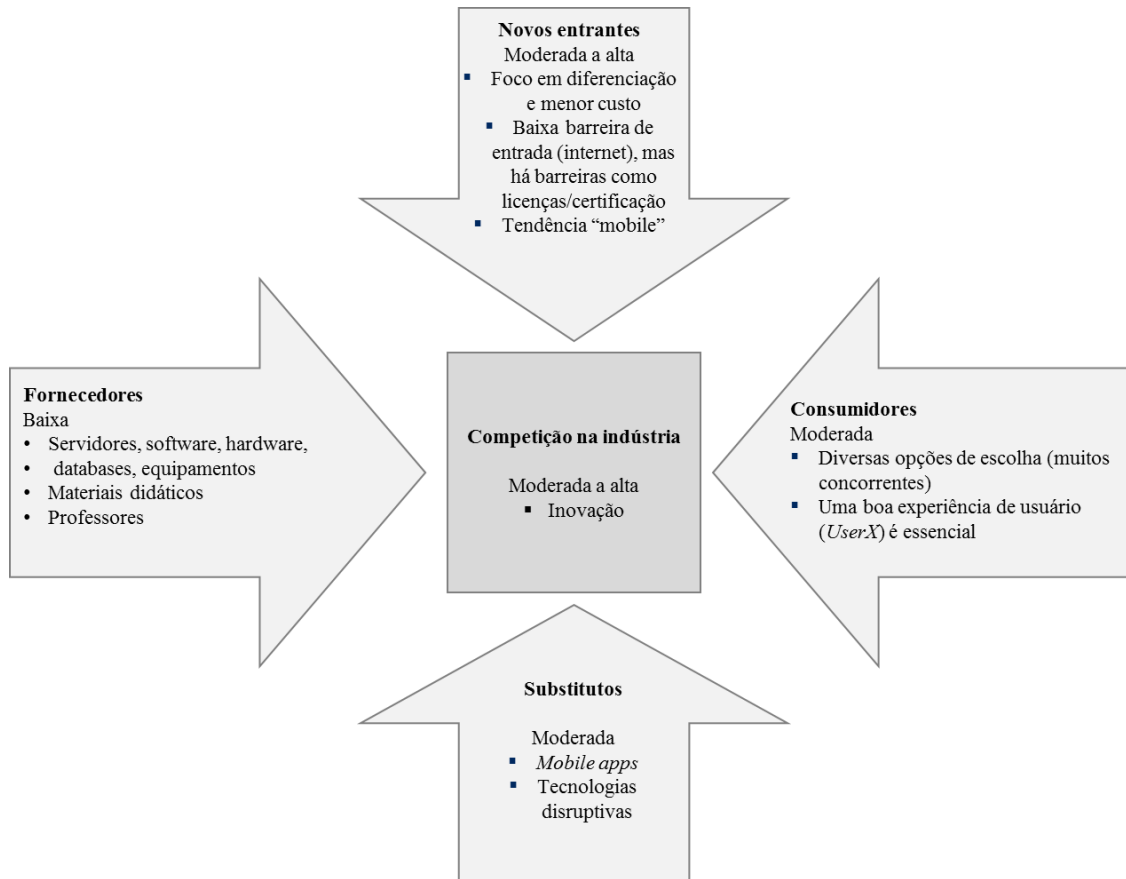 Novos entrantes
Moderada a alta
▪ Foco em diferenciação
e menor custo
▪ Baixa barreira de
entrada (internet), mas
há barreiras como
licenças/certificação
▪ Tendência “mobile”
Fornecedores
Baixa
• Servidores, software, hardware,
• databases, equipamentos
• Materiais didáticos
• Professores
Competição na indústria
Moderada a alta
▪ Inovação
Consumidores
Moderada
▪ Diversas opções de escolha (muitos
concorrentes)
▪ Uma boa experiência de usuário
(UserX) é essencial
Substitutos
Moderada
▪ Mobile apps
▪ Tecnologias
disruptivas